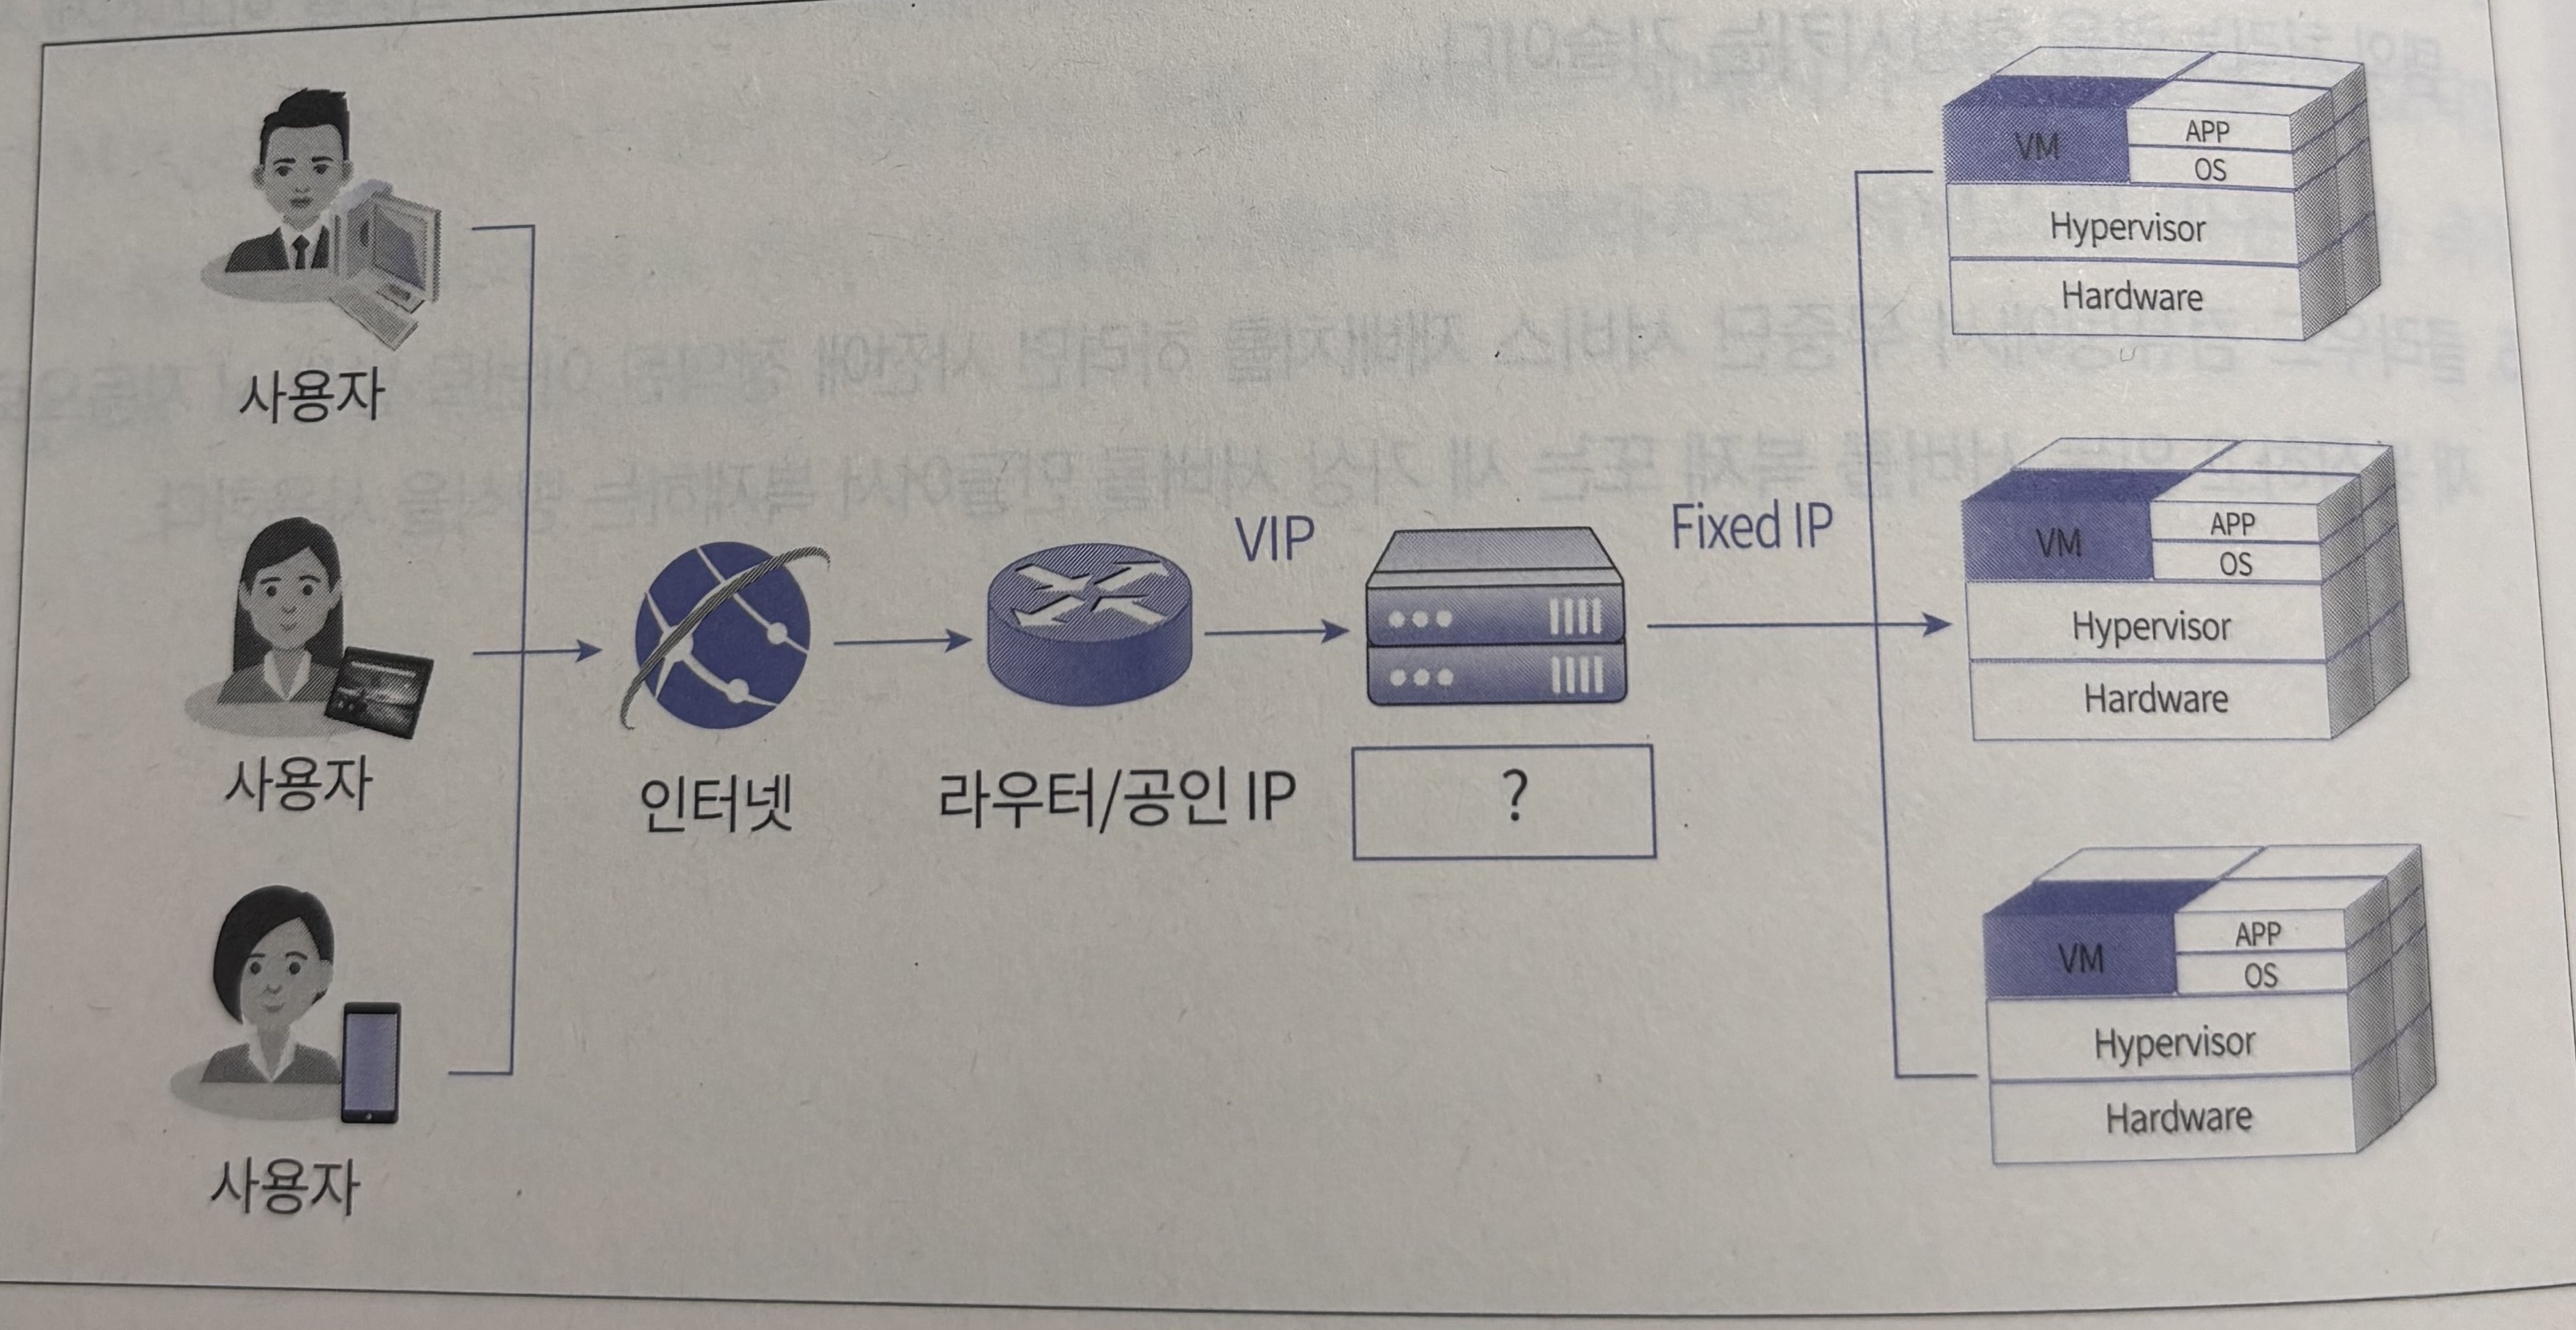 사용자
사용자
사용자
인터넷
라우터/공인 IP
VIP
?
Fixed IP
VM
APP
OS
Hypervisor
Hardware
VM
APP
OS
Hypervisor
Hardware
VM
APP
OS
Hypervisor
Hardware